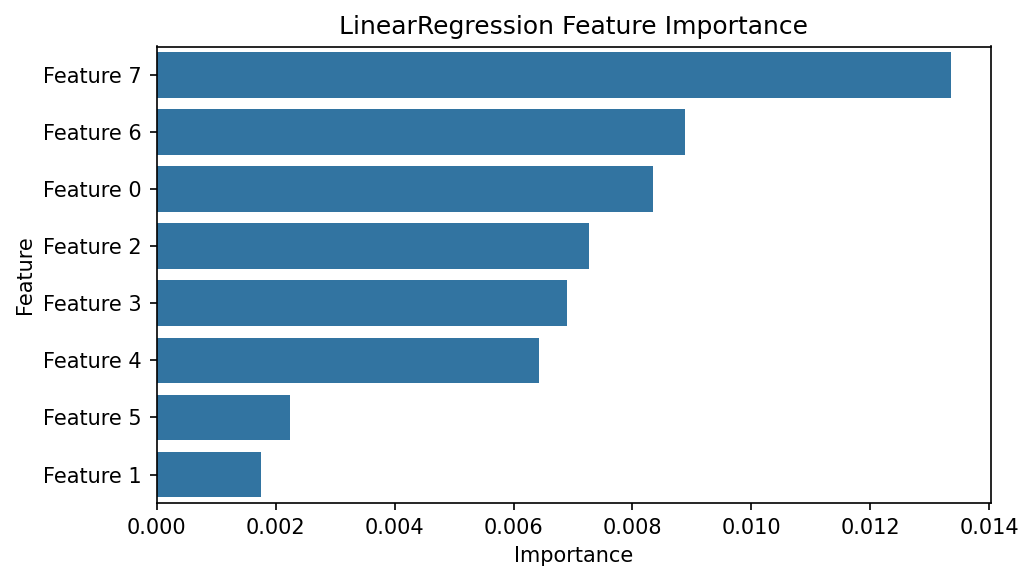 LinearRegression Feature Importance
Feature 7
Feature 6
Feature 0
Feature 2
Feature 3
Feature 4
Feature 5
Feature 1
Feature
0.000 0.002 0.004 0.006 0.008 0.010 0.012 0.014
Importance